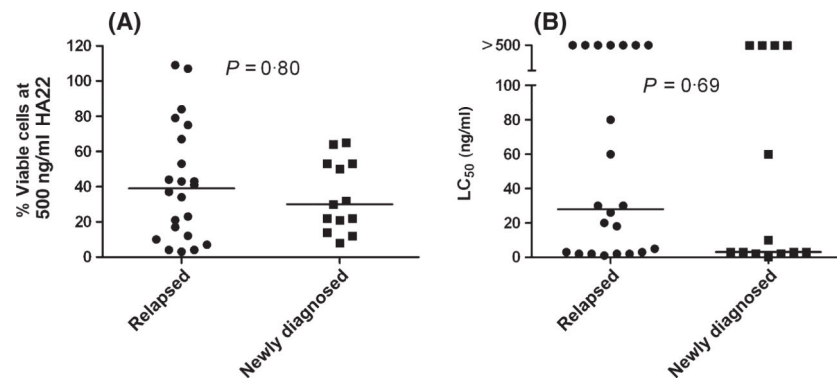 (A)
% Viable cells at
500 ng/ml HA22
120
100
80
60
40
20
0
P = 0·80
Relapsed
Newly diagnosed
(B)
LC50 (ng/ml)
>500
100
80
60
40
20
0
P = 0·69
Relapsed
Newly diagnosed